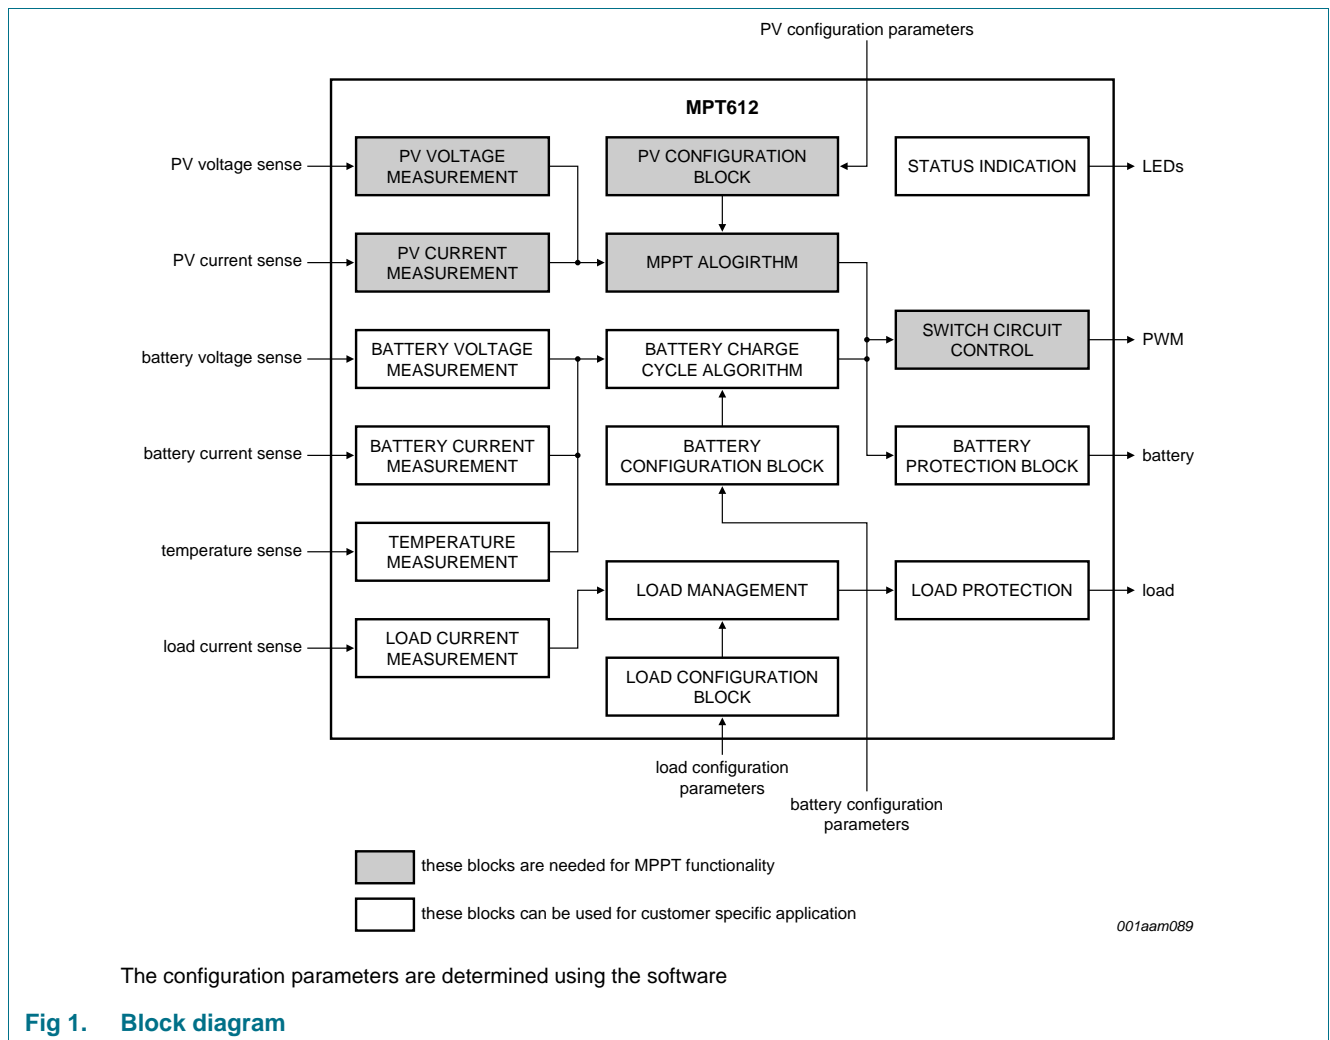 PV configuration parameters
MPT612
PV voltage sense
PV VOLTAGE
MEASUREMENT
PV CONFIGURATION
BLOCK
STATUS INDICATION
LEDs
PV current sense
PV CURRENT
MEASUREMENT
MPPT ALOGIRTHM
SWITCH CIRCUIT
CONTROL
PWM
battery voltage sense
BATTERY VOLTAGE
MEASUREMENT
BATTERY CHARGE
CYCLE ALGORITHM
battery current sense
BATTERY CURRENT
MEASUREMENT
BATTERY
CONFIGURATION BLOCK
BATTERY
PROTECTION BLOCK
battery
temperature sense
TEMPERATURE
MEASUREMENT
LOAD MANAGEMENT
LOAD PROTECTION
load
load current sense
LOAD CURRENT
MEASUREMENT
LOAD CONFIGURATION
BLOCK
load configuration
parameters
battery configuration
parameters
these blocks are needed for MPPT functionality
these blocks can be used for customer specific application
001aam089
The configuration parameters are determined using the software
Fig 1. Block diagram